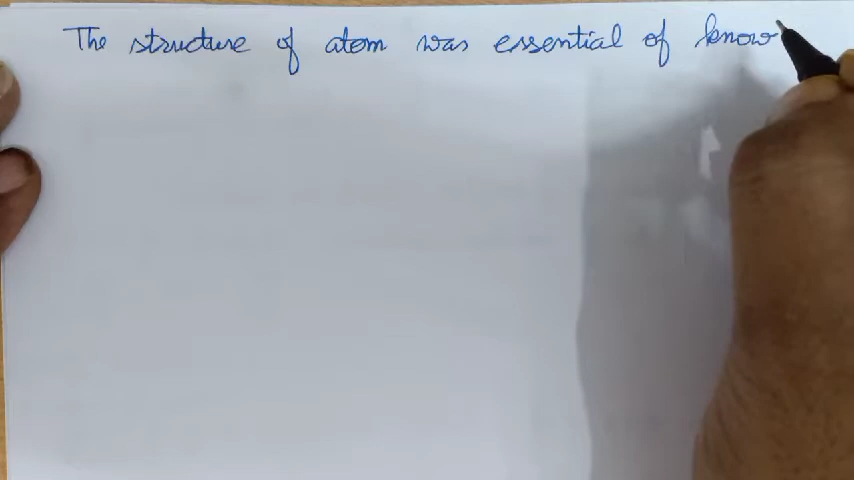 The structure of atom was essential of know